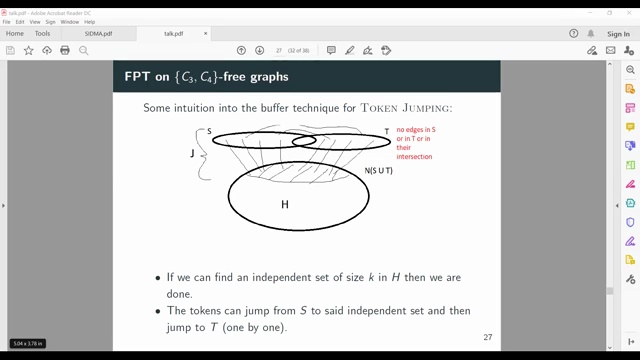 talk.pdf - Adobe Acrobat Reader DC
File Edit View Sign Window Help
Home Tools SIDMA.pdf talk.pdf × Sign In
27 (32 of 38)
FPT on {C₃, C₄}-free graphs
Some intuition into the buffer technique for TOKEN JUMPING:
S T
no edges in S
or in T or in
their
intersection
J
N(S U T)
H
• If we can find an independent set of size k in H then we are
done.
• The tokens can jump from S to said independent set and then
jump to T (one by one).
27
5.04 x 3.78 in